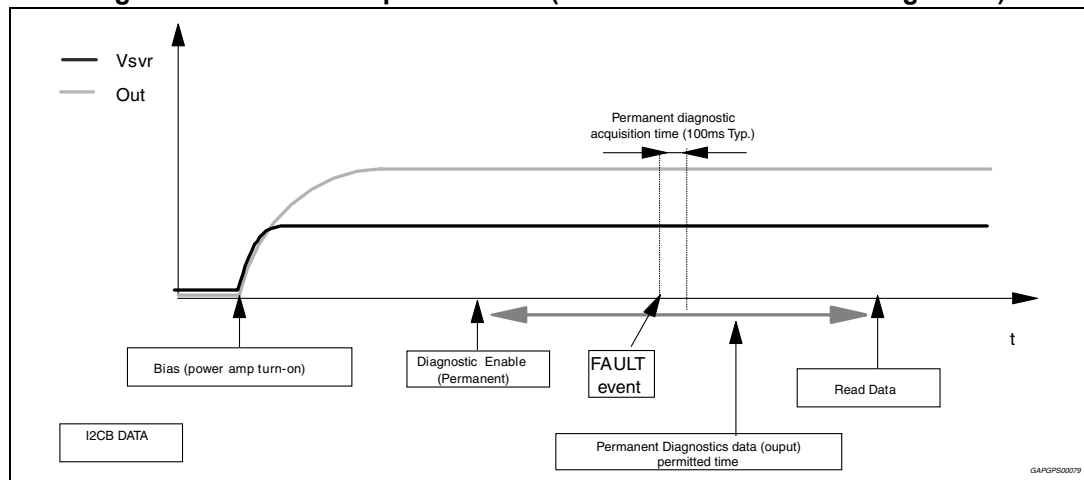 Vsvr
Out
Permanent diagnostic
acquisition time (100ms Typ.)
t
Bias (power amp turn-on)
Diagnostic Enable
(Permanent)
FAULT
event
Read Data
Permanent Diagnostics data (ouput)
permitted time
I2CB DATA
GAPGPS00079